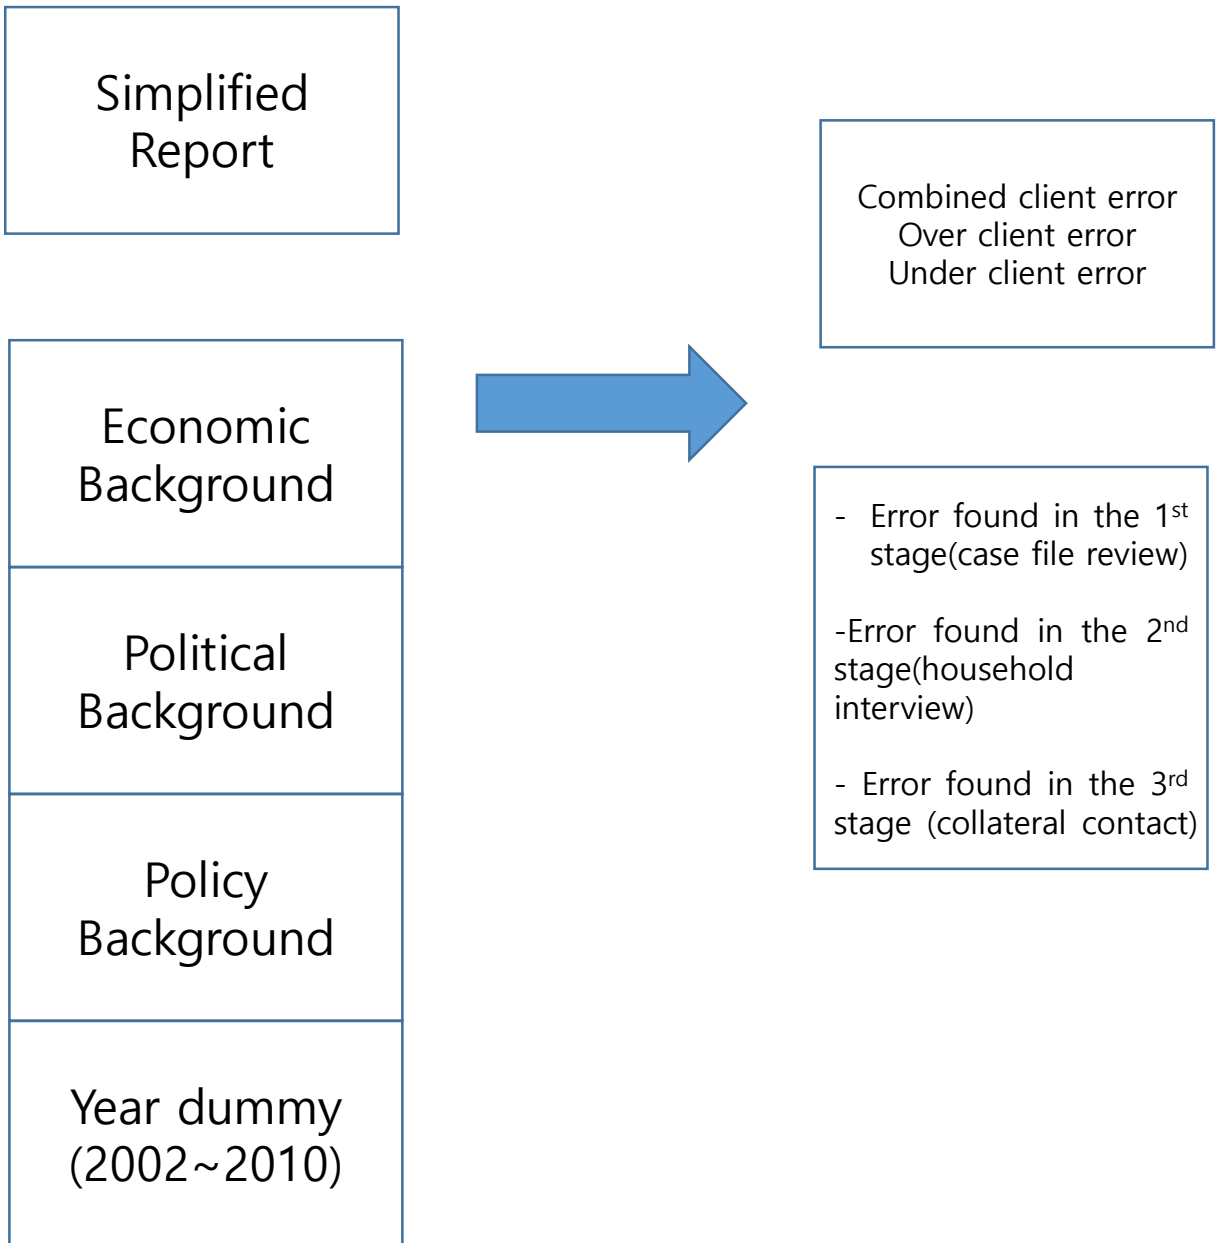 Simplified
Report
Economic
Background
Political
Background
Policy
Background
Year dummy
(2002~2010)
Combined client error
Over client error
Under client error
- Error found in the 1st
stage(case file review)
-Error found in the 2nd
stage(household
interview)
- Error found in the 3rd
stage (collateral contact)